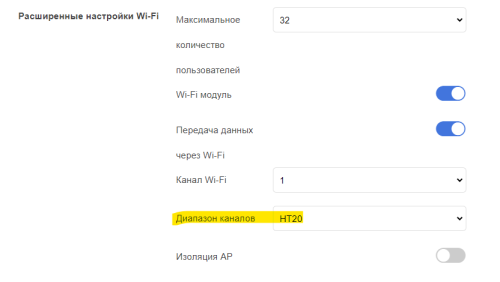 Расширенные настройки Wi-Fi
Максимальное
количество
пользователей
32
Wi-Fi модуль
Передача данных
через Wi-Fi
Канал Wi-Fi
1
Диапазон каналов
HT20
Изоляция AP